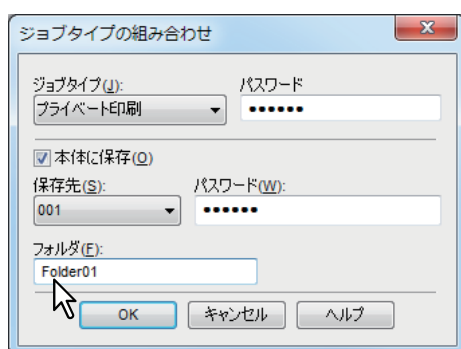 ジョブタイプの組み合わせ
ジョブタイプ(J): パスワード
プライベート印刷 ●●●●●●
本体に保存(O)
保存先(S): パスワード(W):
001 ●●●●●●
フォルダ(F):
Folder01
OK キャンセル ヘルプ